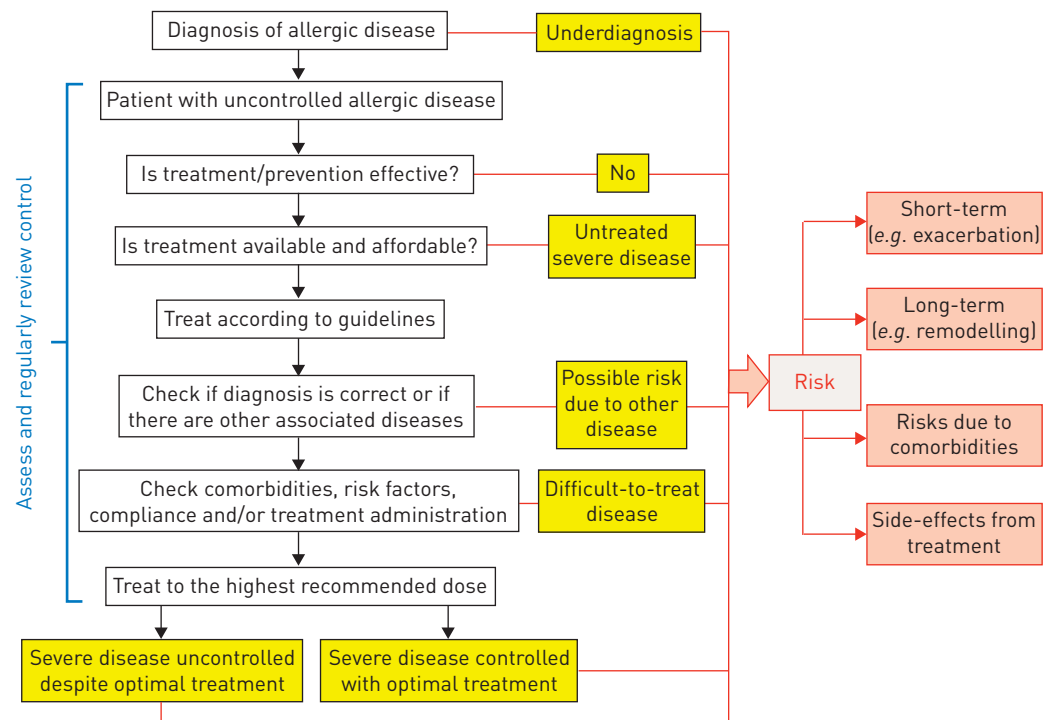 Diagnosis of allergic disease
Underdiagnosis
Patient with uncontrolled allergic disease
Is treatment/prevention effective?
No
Is treatment available and affordable?
Untreated
severe disease
Treat according to guidelines
Check if diagnosis is correct or if
there are other associated diseases
Possible risk
due to other
disease
Check comorbidities, risk factors,
compliance and/or treatment administration
Difficult-to-treat
disease
Treat to the highest recommended dose
Severe disease uncontrolled
despite optimal treatment
Severe disease controlled
with optimal treatment
Assess and regularly review control
Risk
Short-term
(e.g. exacerbation)
Long-term
(e.g. remodelling)
Risks due to
comorbidities
Side-effects from
treatment